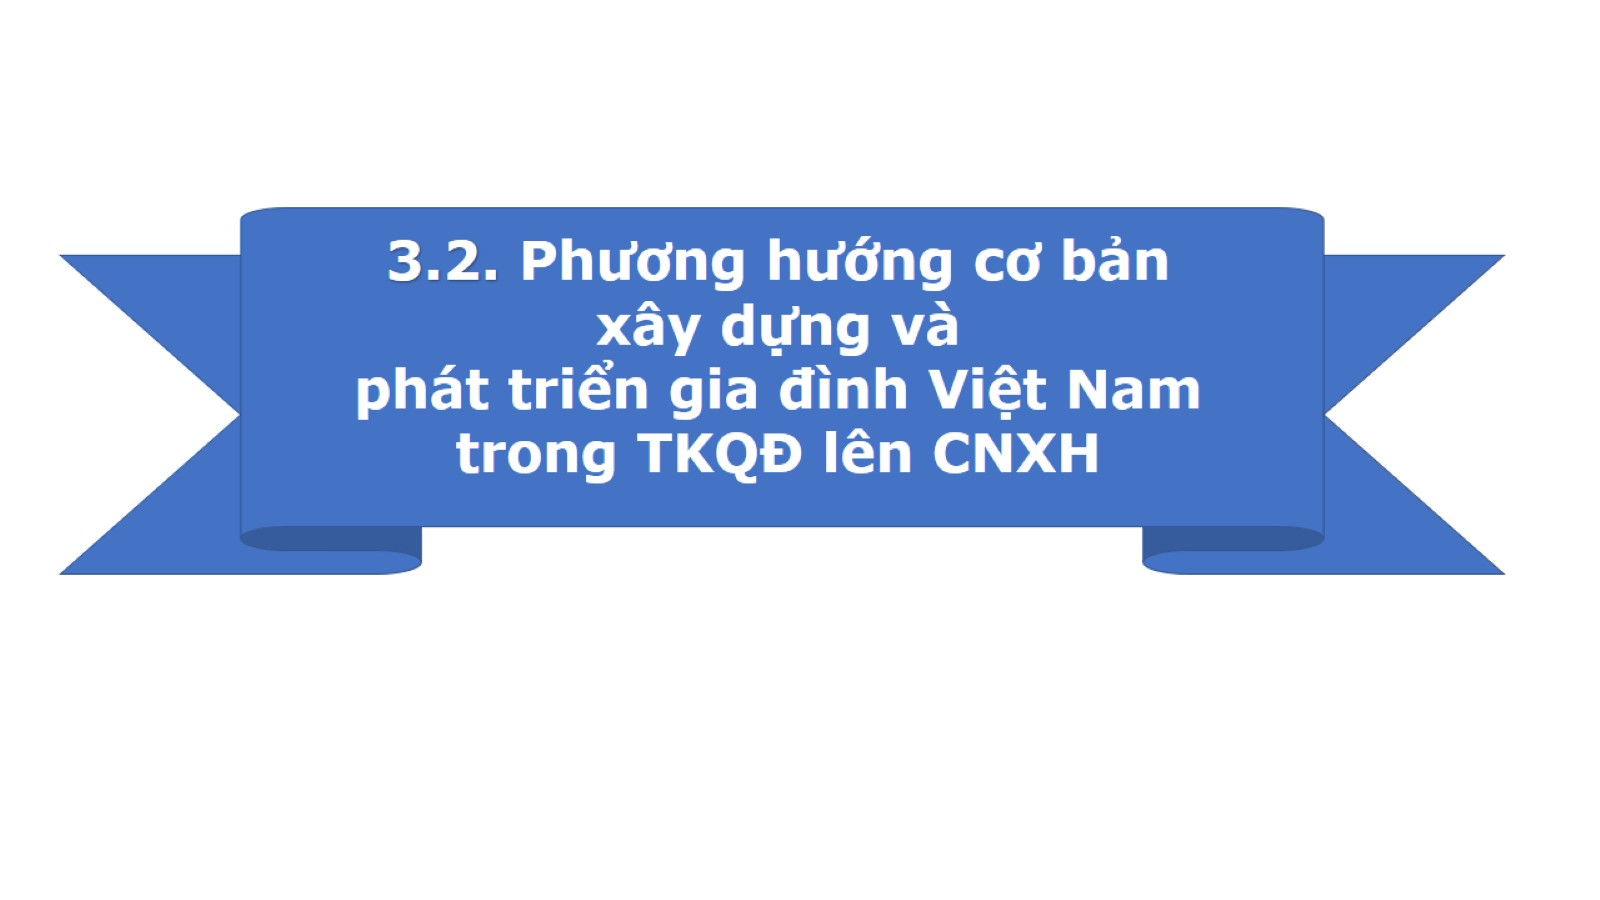 3.2. Phương hướng cơ bản
xây dựng và
phát triển gia đình Việt Nam
trong TKQĐ lên CNXH